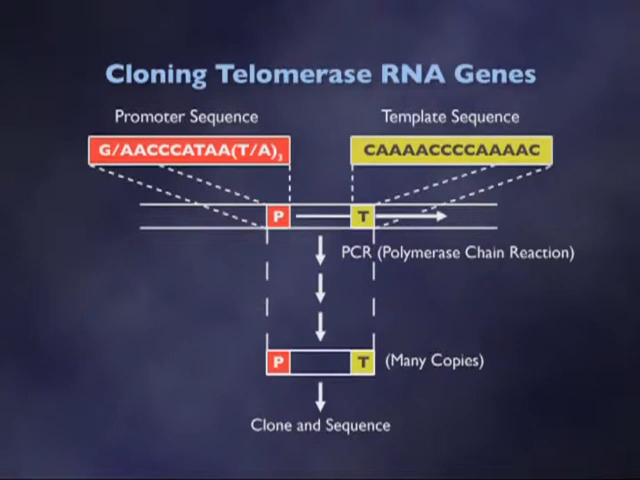 Cloning Telomerase RNA Genes
Promoter Sequence
Template Sequence
G/AACCCATAA(T/A)₃
CAAAACCCCAAAAC
P
T
PCR (Polymerase Chain Reaction)
P
T
(Many Copies)
Clone and Sequence